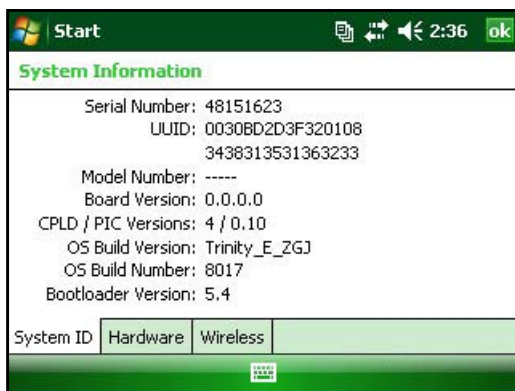 Start 2:36 ok
System Information
Serial Number: 48151623
UUID: 0030BD2D3F320108
3438313531363233
Model Number: -----
Board Version: 0.0.0.0
CPLD / PIC Versions: 4 / 0.10
OS Build Version: Trinity_E_ZGJ
OS Build Number: 8017
Bootloader Version: 5.4
System ID Hardware Wireless